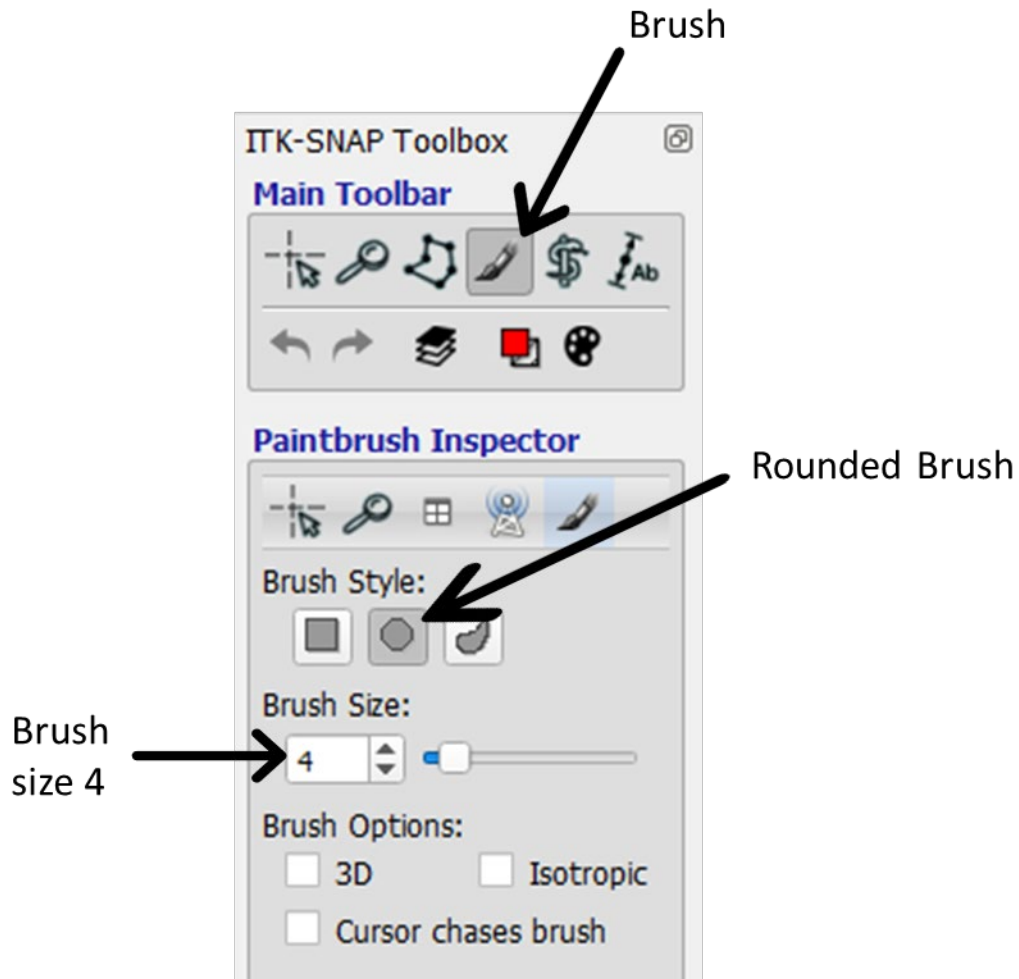 Brush
ITK-SNAP Toolbox
Main Toolbar
Ab
Paintbrush Inspector
Rounded Brush
Brush Style:
Brush Size:
Brush
size 4
4
Brush Options:
3D
Isotropic
Cursor chases brush